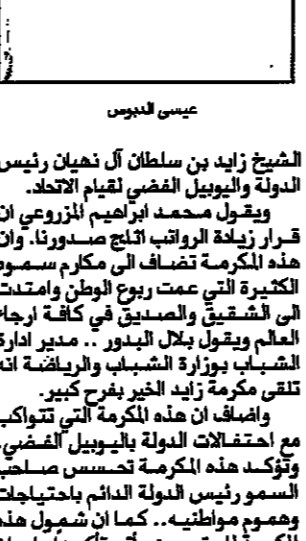 عيسى الدبوس
الشيخ زايد بن سلطان آل نهيان رئيس
الدولة واليوبيل الفضي لقيام الاتحاد.
ويقول محمد ابراهيم المزروعي ان
قرار زيادة الرواتب اثلج صدورنا. وان
هذه المكرمة تضاف الى مكارم سموه
الكثيرة التي عمت ربوع الوطن وامتدت
الى الشقيق والصديق في كافة ارجاء
العالم ويقول بلال البدور .. مدير ادارة
الشباب بوزارة الشباب والرياضة انه
تلقى مكرمة زايد الخير بفرح كبير.
واضاف ان هذه المكرمة التي تتواكب
مع احتفالات الدولة باليوبيل الفضي.
وتؤكد هذه المكرمة تحسس صاحب
السمو رئيس الدولة الدائم باحتياجات
وهموم مواطنيه.. كما ان شمول هذه